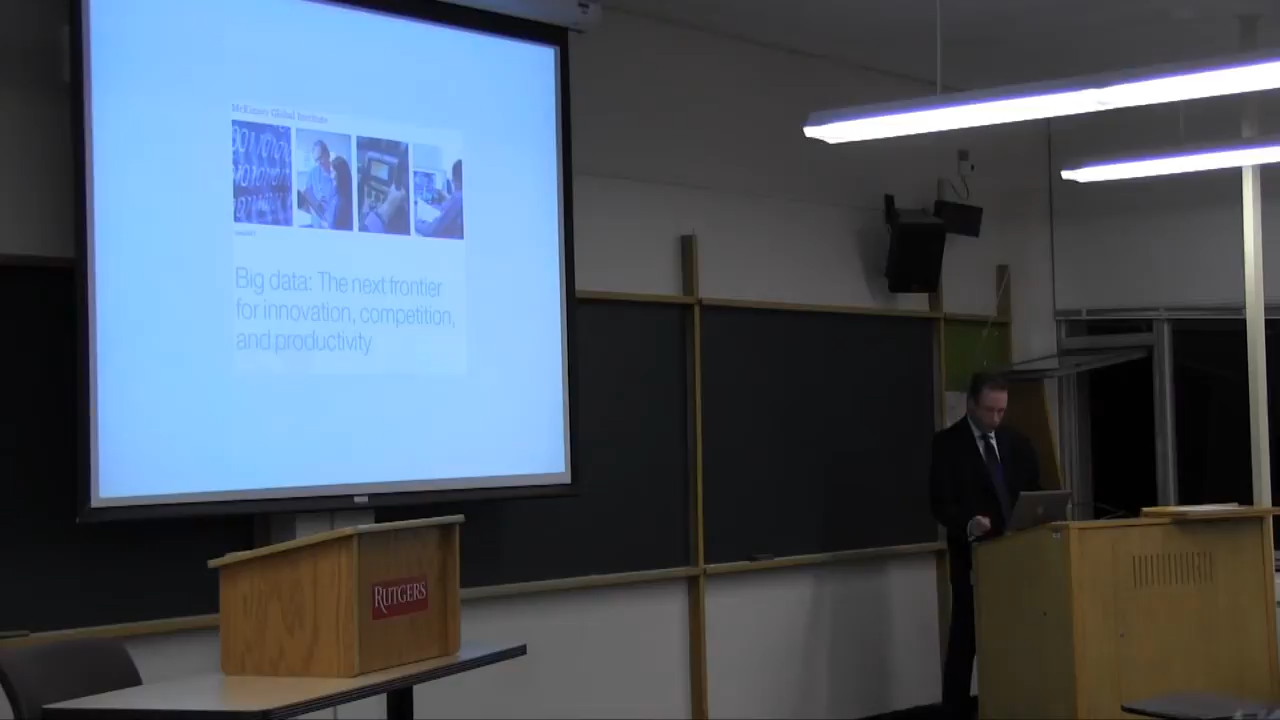 McKinsey Global Institute
Big data: The next frontier
for innovation, competition,
and productivity
RUTGERS